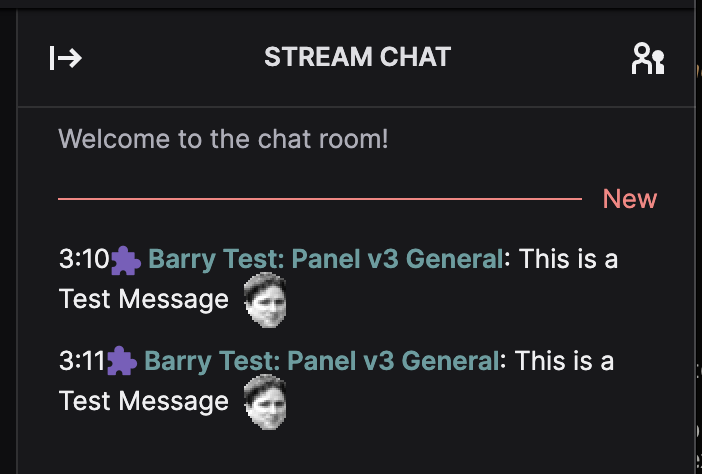 STREAM CHAT
Welcome to the chat room!
New
3:10 Barry Test: Panel v3 General: This is a
Test Message
3:11 Barry Test: Panel v3 General: This is a
Test Message